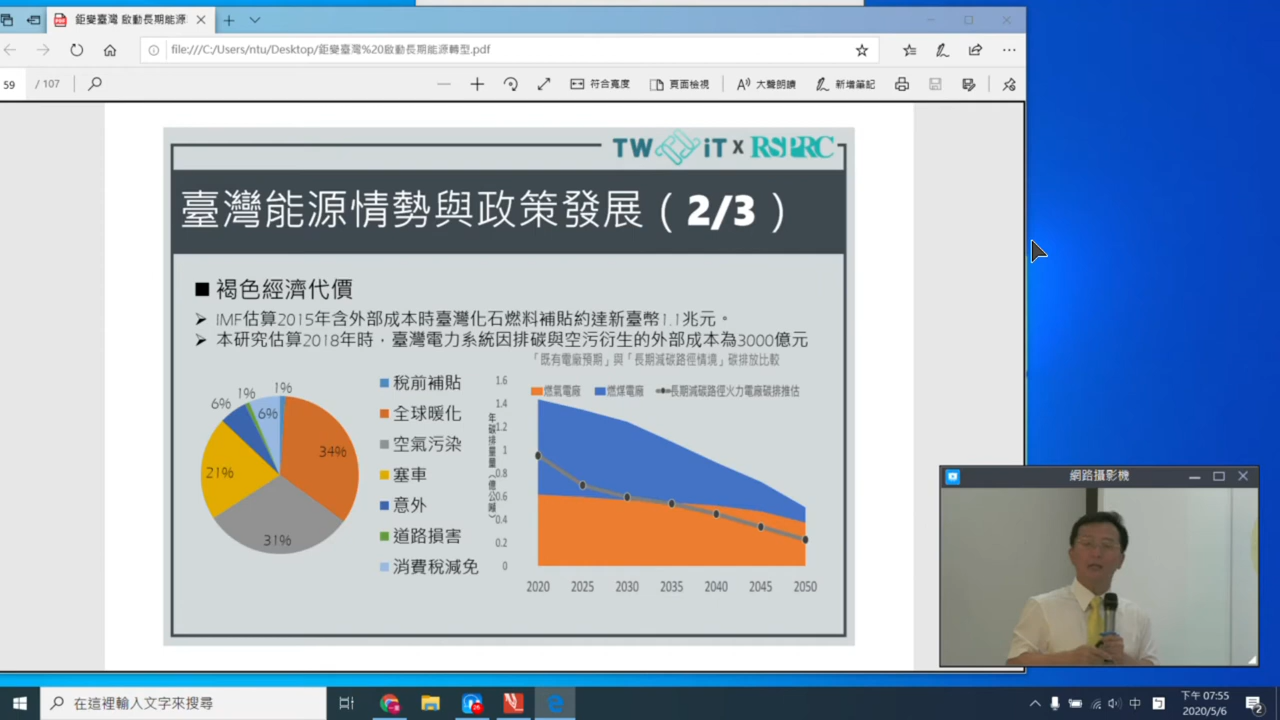 鉅變臺灣 啟動長期能源
file:///C:/Users/ntu/Desktop/鉅變臺灣%20啟動長期能源轉型.pdf
59 / 107
符合寬度
頁面檢視
大聲朗讀
新增筆記
TW iT x RSPRC
臺灣能源情勢與政策發展（2/3）
褐色經濟代價
IMF估算2015年含外部成本時臺灣化石燃料補貼約達新臺幣1.1兆元。
本研究估算2018年時，臺灣電力系統因排碳與空污衍生的外部成本為3000億元
「既有電廠預期」與「長期減碳路徑情境」碳排放比較
1%
34%
31%
21%
6%
1%
6%
稅前補貼
全球暖化
空氣污染
塞車
意外
道路損害
消費稅減免
燃氣電廠
燃煤電廠
長期減碳路徑火力電廠碳排推估
年碳排量（億公噸）
1.6
1.4
1.2
1
0.8
0.6
0.4
0.2
0
2020 2025 2030 2035 2040 2045 2050
網路攝影機
在這裡輸入文字來搜尋
中
下午 07:55
2020/5/6
2